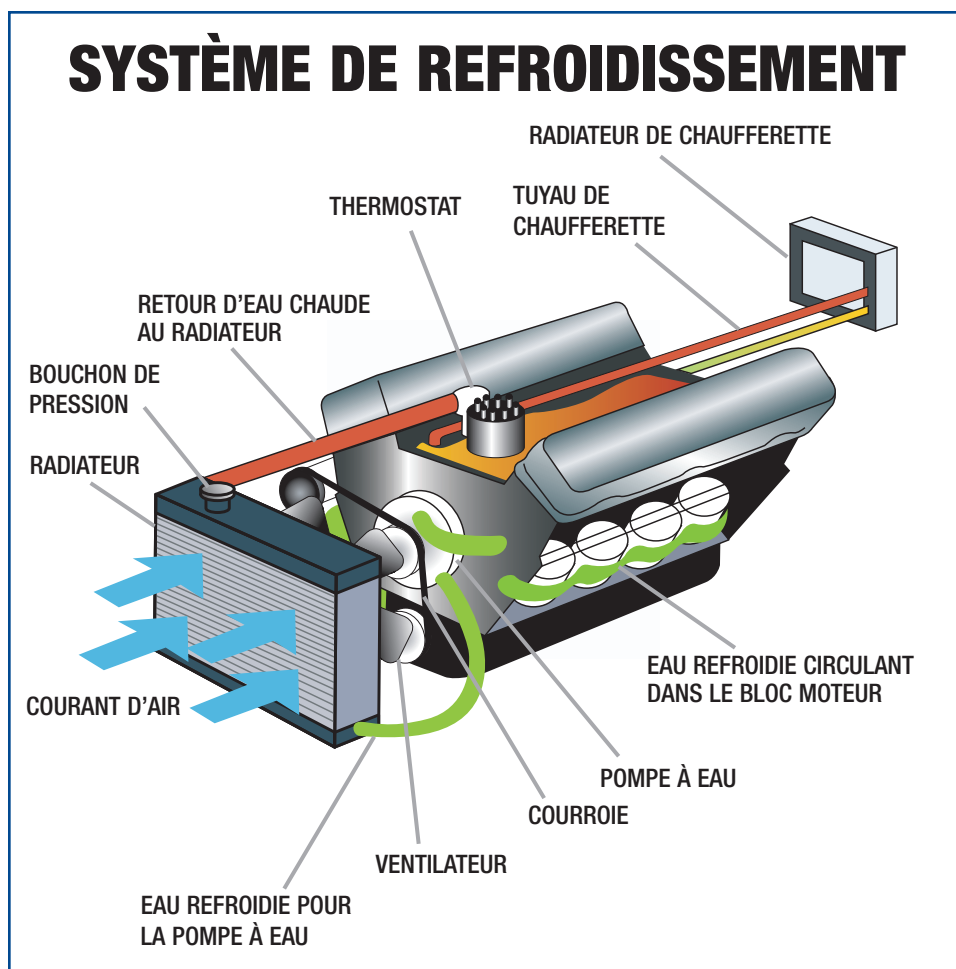 SYSTÈME DE REFROIDISSEMENT
RADIATEUR DE CHAUFFERETTE
THERMOSTAT
TUYAU DE
CHAUFFERETTE
RETOUR D'EAU CHAUDE
AU RADIATEUR
BOUCHON DE
PRESSION
RADIATEUR
COURANT D'AIR
EAU REFROIDIE CIRCULANT
DANS LE BLOC MOTEUR
POMPE À EAU
COURROIE
VENTILATEUR
EAU REFROIDIE POUR
LA POMPE À EAU